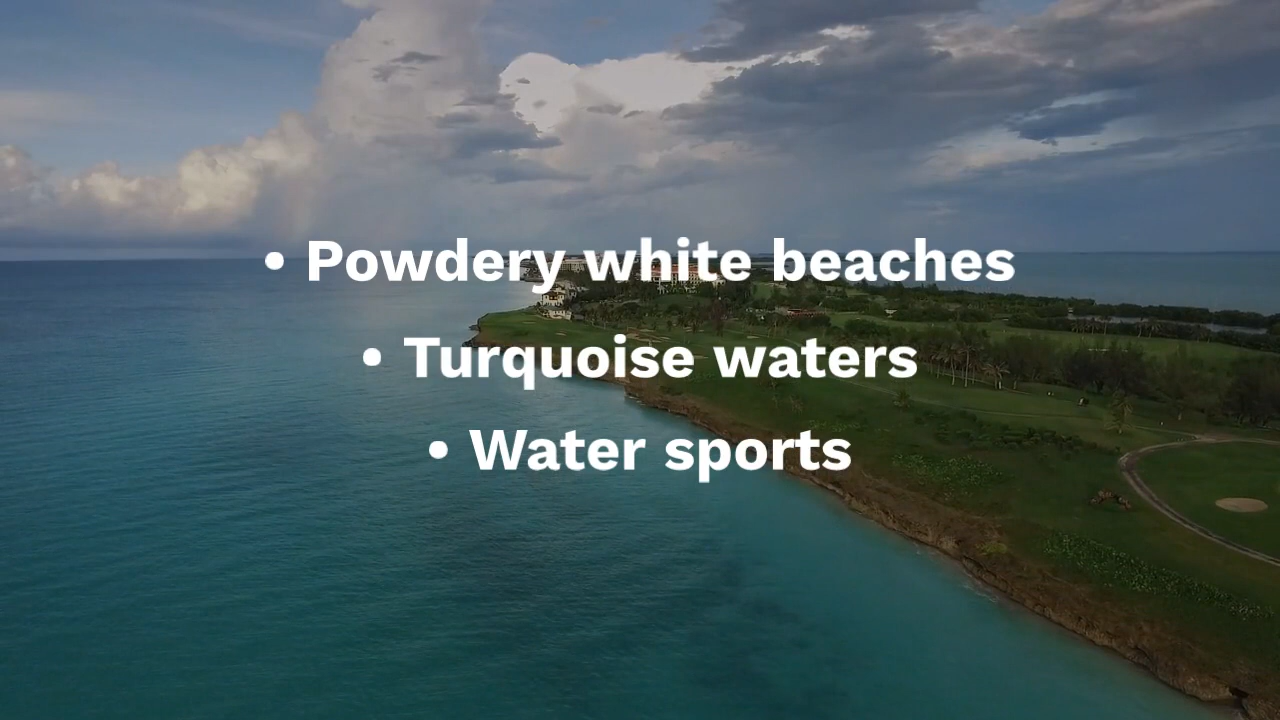 • Powdery white beaches
• Turquoise waters
• Water sports